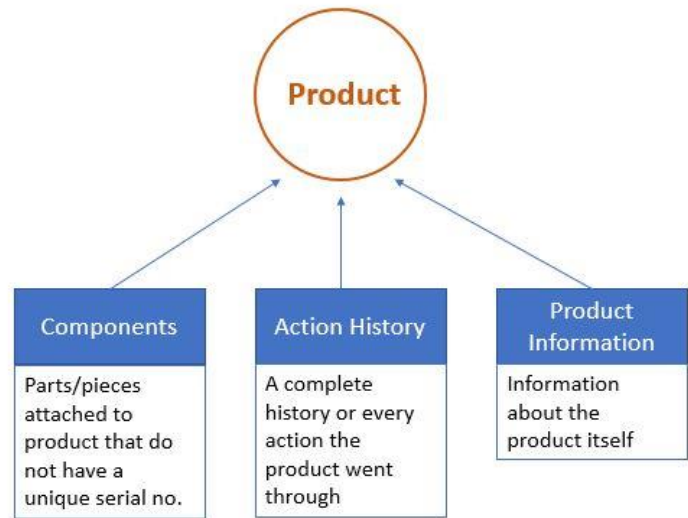 Product
Components
Parts/pieces
attached to
product that do
not have a
unique serial no.
Action History
A complete
history or every
action the
product went
through
Product
Information
Information
about the
product itself